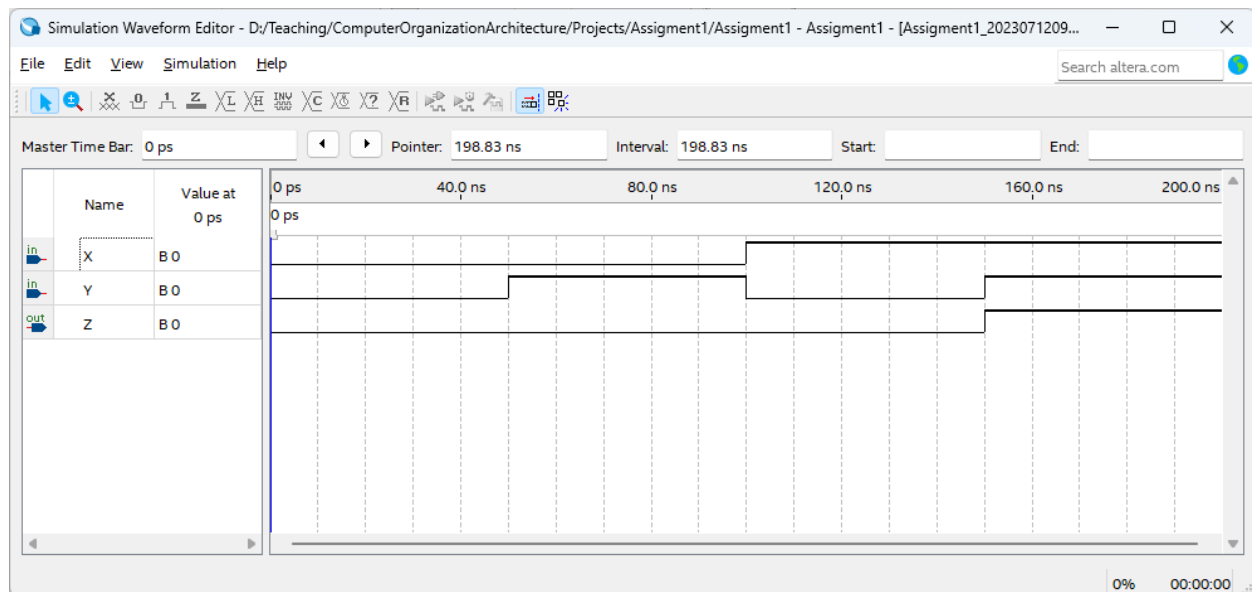 Simulation Waveform Editor - D:/Teaching/ComputerOrganizationArchitecture/Projects/Assigment1/Assigment1 - Assigment1 - [Assigment1_2023071209...
File Edit View Simulation Help
Search altera.com
Master Time Bar: 0 ps Pointer: 198.83 ns Interval: 198.83 ns Start: End:
Name Value at 0 ps
0 ps 40.0 ns 80.0 ns 120.0 ns 160.0 ns 200.0 ns
0 ps
in X B 0
in Y B 0
out Z B 0
0% 00:00:00